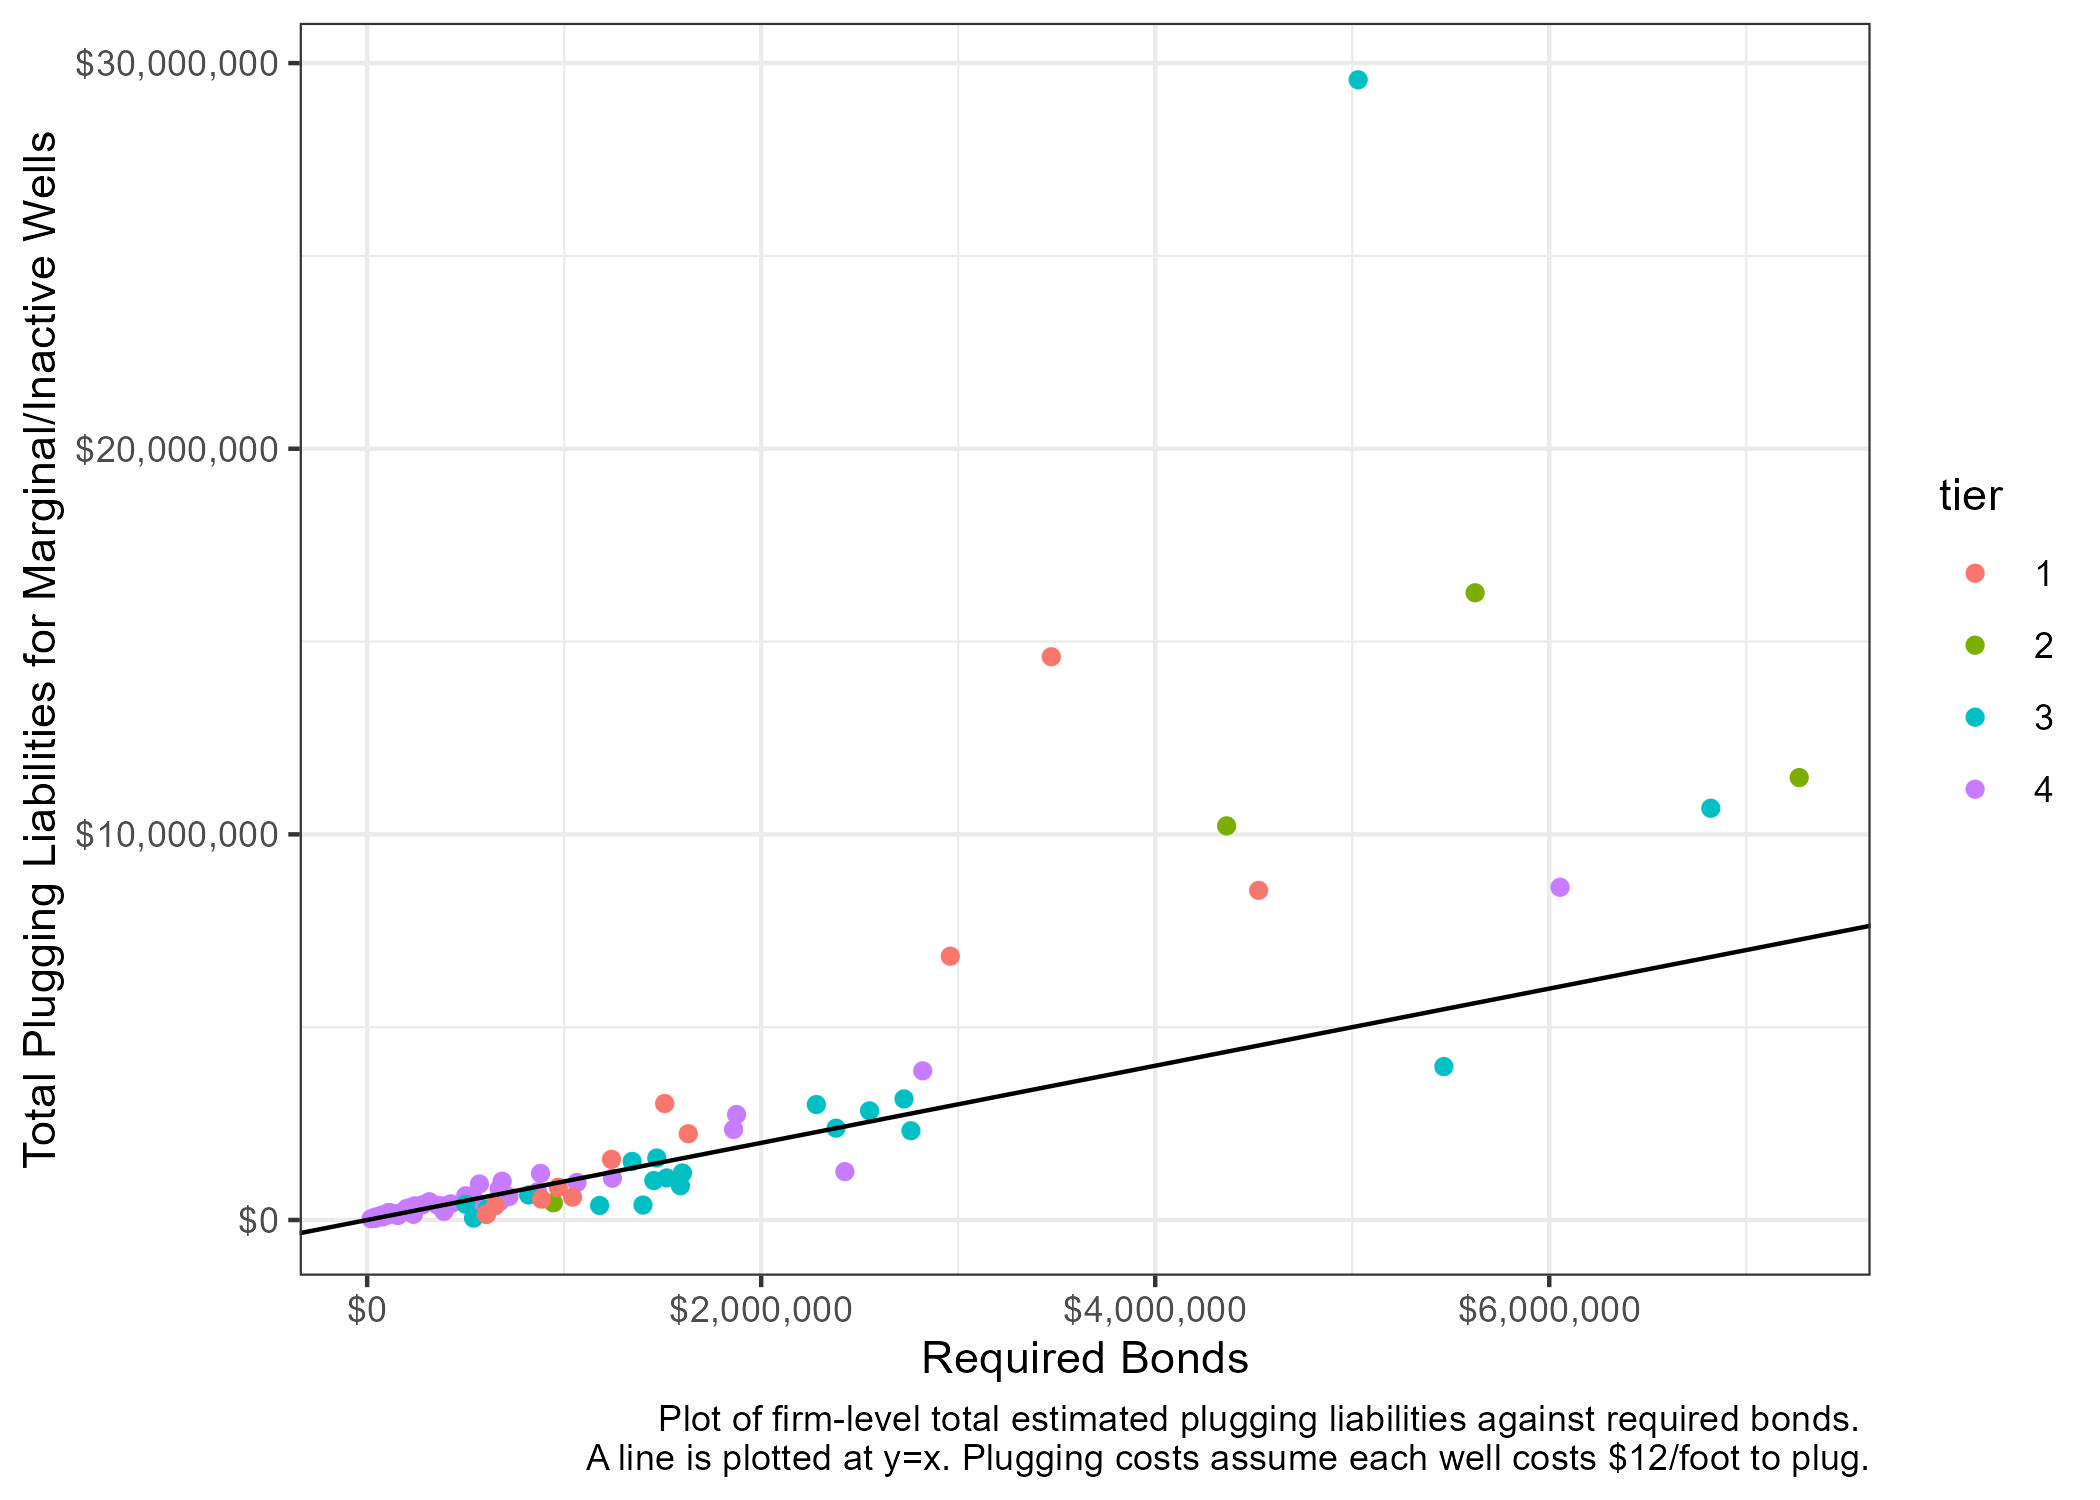 $30,000,000
$20,000,000
$10,000,000
$0
Total Plugging Liabilities for Marginal/Inactive Wells
$0
$2,000,000
$4,000,000
$6,000,000
Required Bonds
tier
1
2
3
4
Plot of firm-level total estimated plugging liabilities against required bonds.
A line is plotted at y=x. Plugging costs assume each well costs $12/foot to plug.